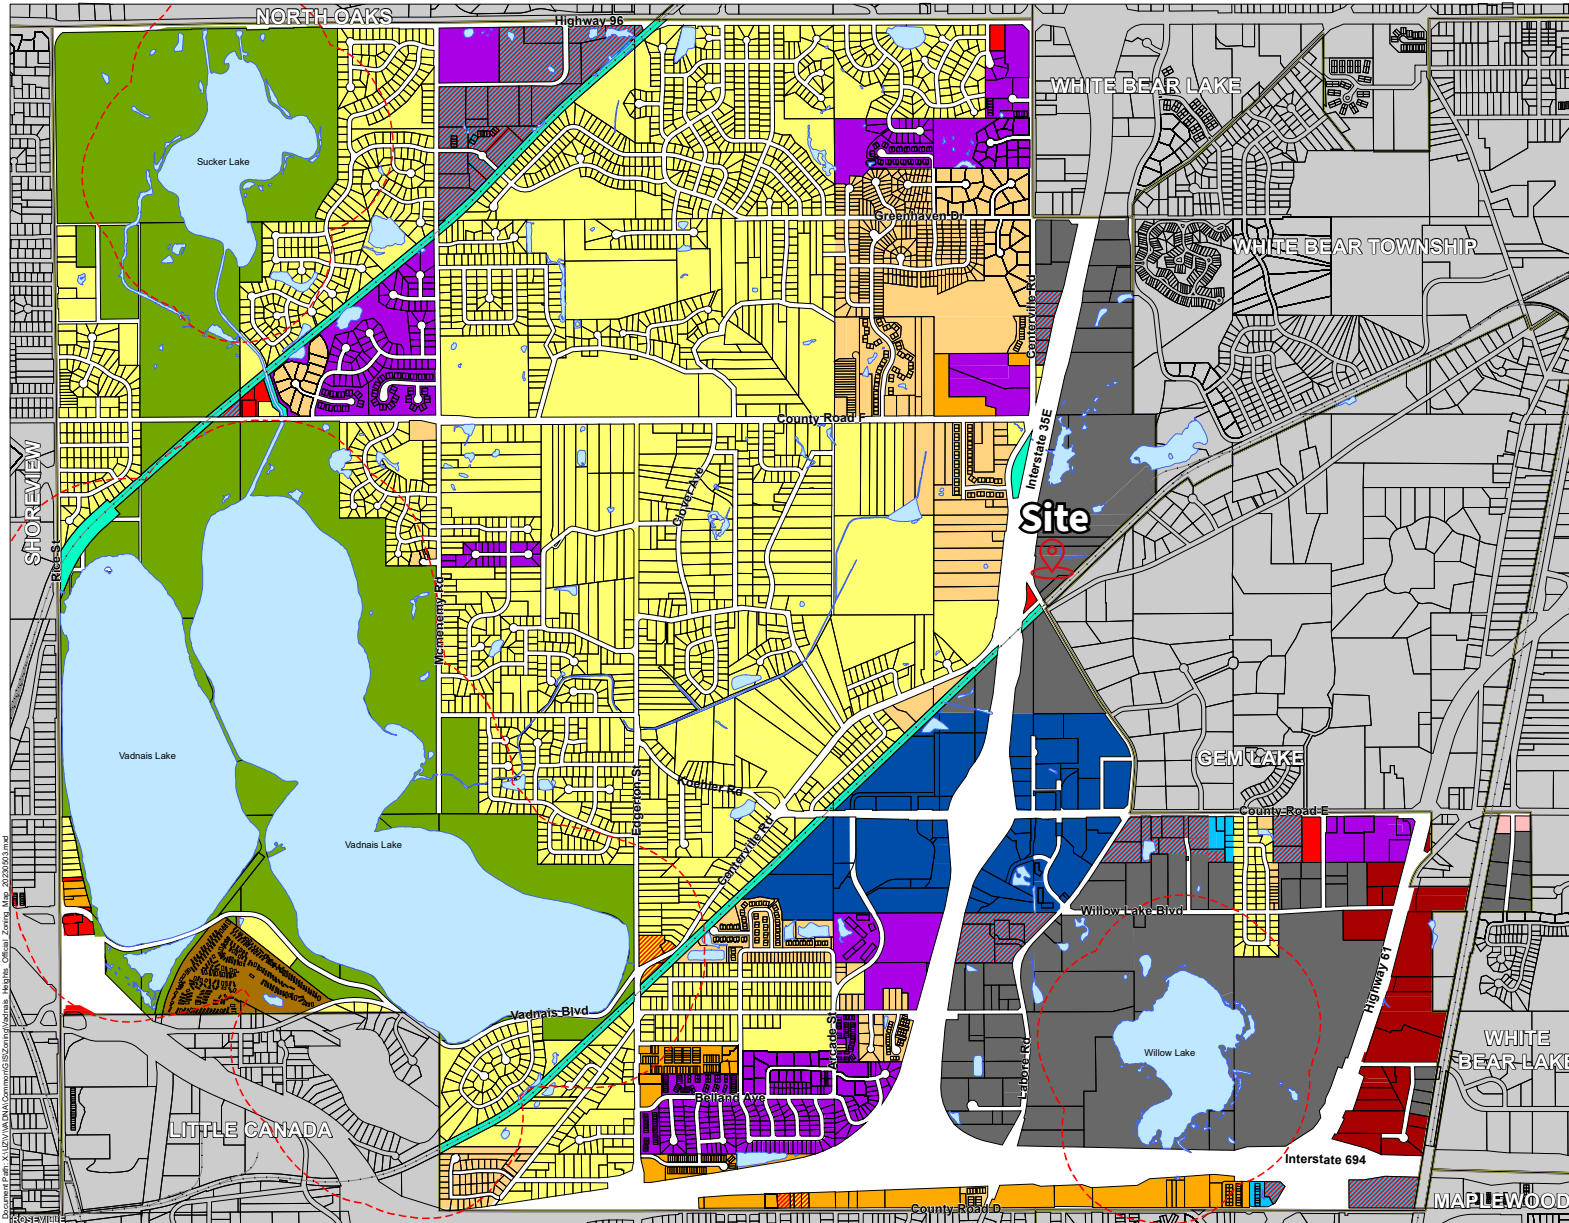 NORTH OAKS
Highway 96
WHITE BEAR LAKE
Sucker Lake
Greenhaven Dr
WHITE BEAR TOWNSHIP
Centerville Rd
County Road F
Interstate 35E
SHOREVIEW
Clover Ave
Site
Rice St
Mcmenemy Rd
Vadnais Lake
GEM LAKE
Koehler Rd
Edgerton St
County Road E
Centerville Rd
Vadnais Lake
Willow Lake Blvd
Highway 61
Vadnais Blvd
Arcade St
Labore Rd
Willow Lake
WHITE
BEAR LAKE
Belland Ave
LITTLE CANADA
Interstate 694
MAPLEWOOD
County Road D
ROSEVILLE